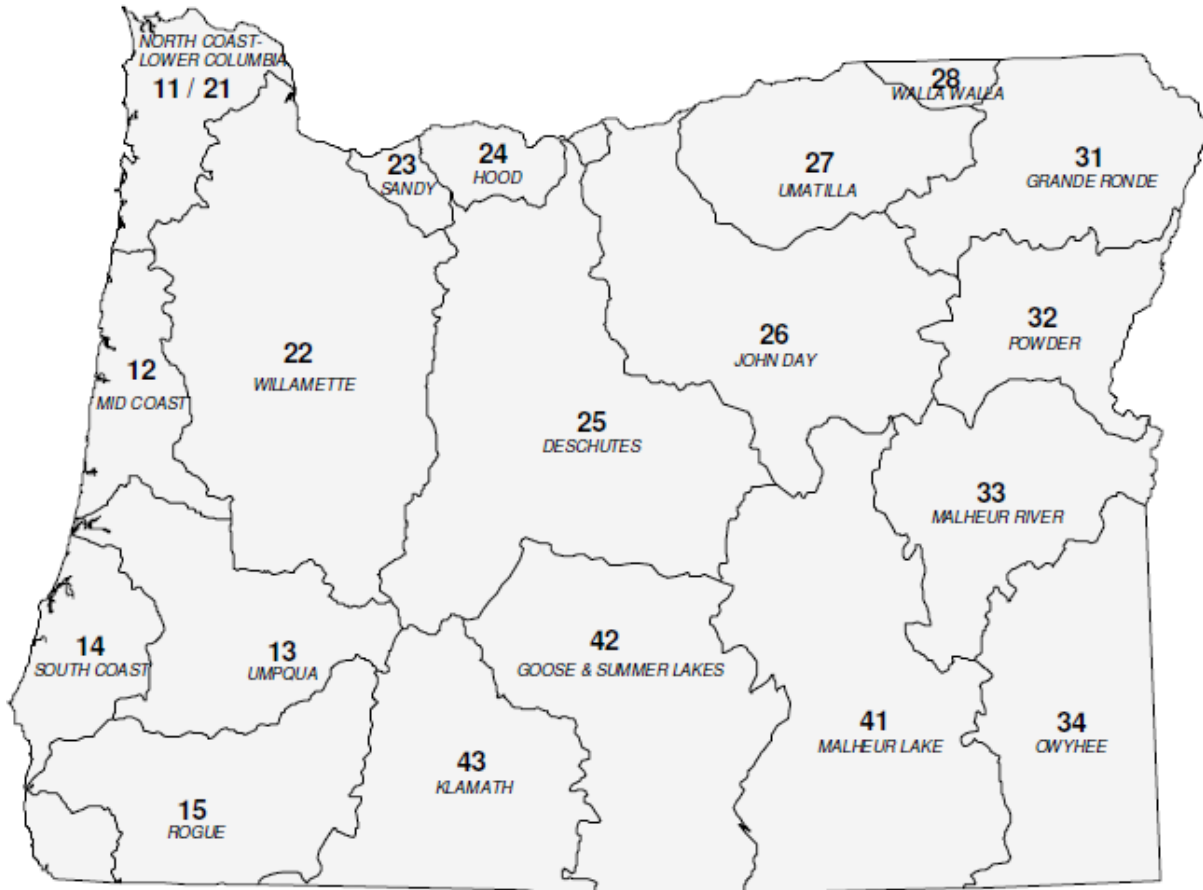 NORTH COAST-
LOWER COLUMBIA
11 / 21
28
WALLA WALLA
23
SANDY
24
HOOD
27
UMATILLA
31
GRANDE RONDE
12
MID COAST
22
WILLAMETTE
26
JOHN DAY
32
POWDER
25
DESCHUTES
33
MALHEUR RIVER
14
SOUTH COAST
13
UMPQUA
42
GOOSE & SUMMER LAKES
41
MALHEUR LAKE
34
OWYHEE
43
KLAMATH
15
ROGUE